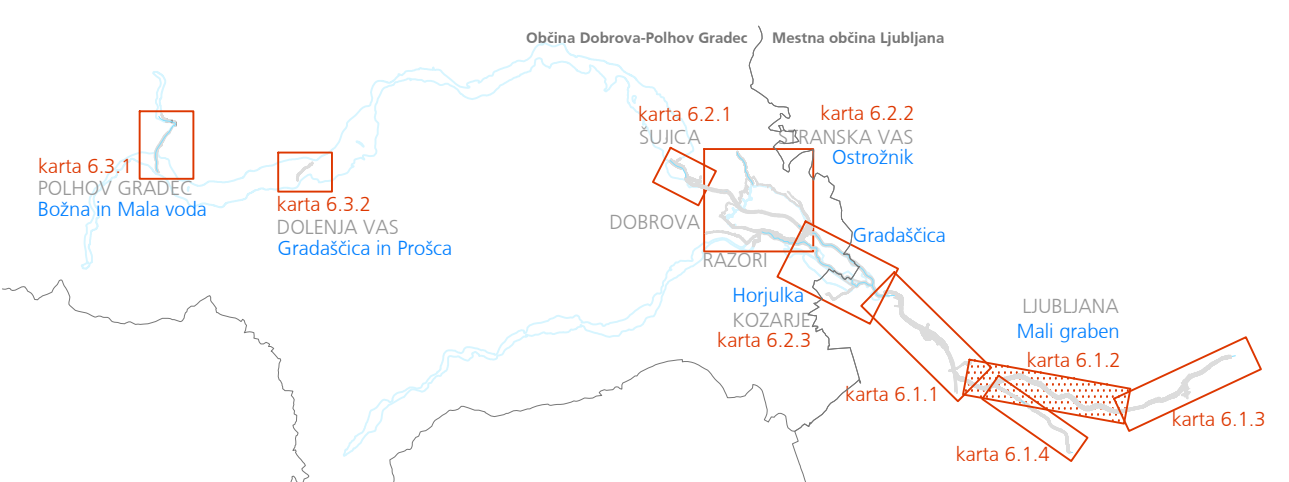 Občina Dobrova-Polhov Gradec
Mestna občina Ljubljana
karta 6.2.1
ŠUJICA
karta 6.2.2
STRANSKA VAS
Ostrožnik
karta 6.3.1
POLHOV GRADEC
Božna in Mala voda
karta 6.3.2
DOLENJA VAS
Gradaščica in Prošca
DOBROVA
RAZORI
Gradaščica
Horjulka
KOZARJE
karta 6.2.3
LJUBLJANA
Mali graben
karta 6.1.2
karta 6.1.1
karta 6.1.3
karta 6.1.4